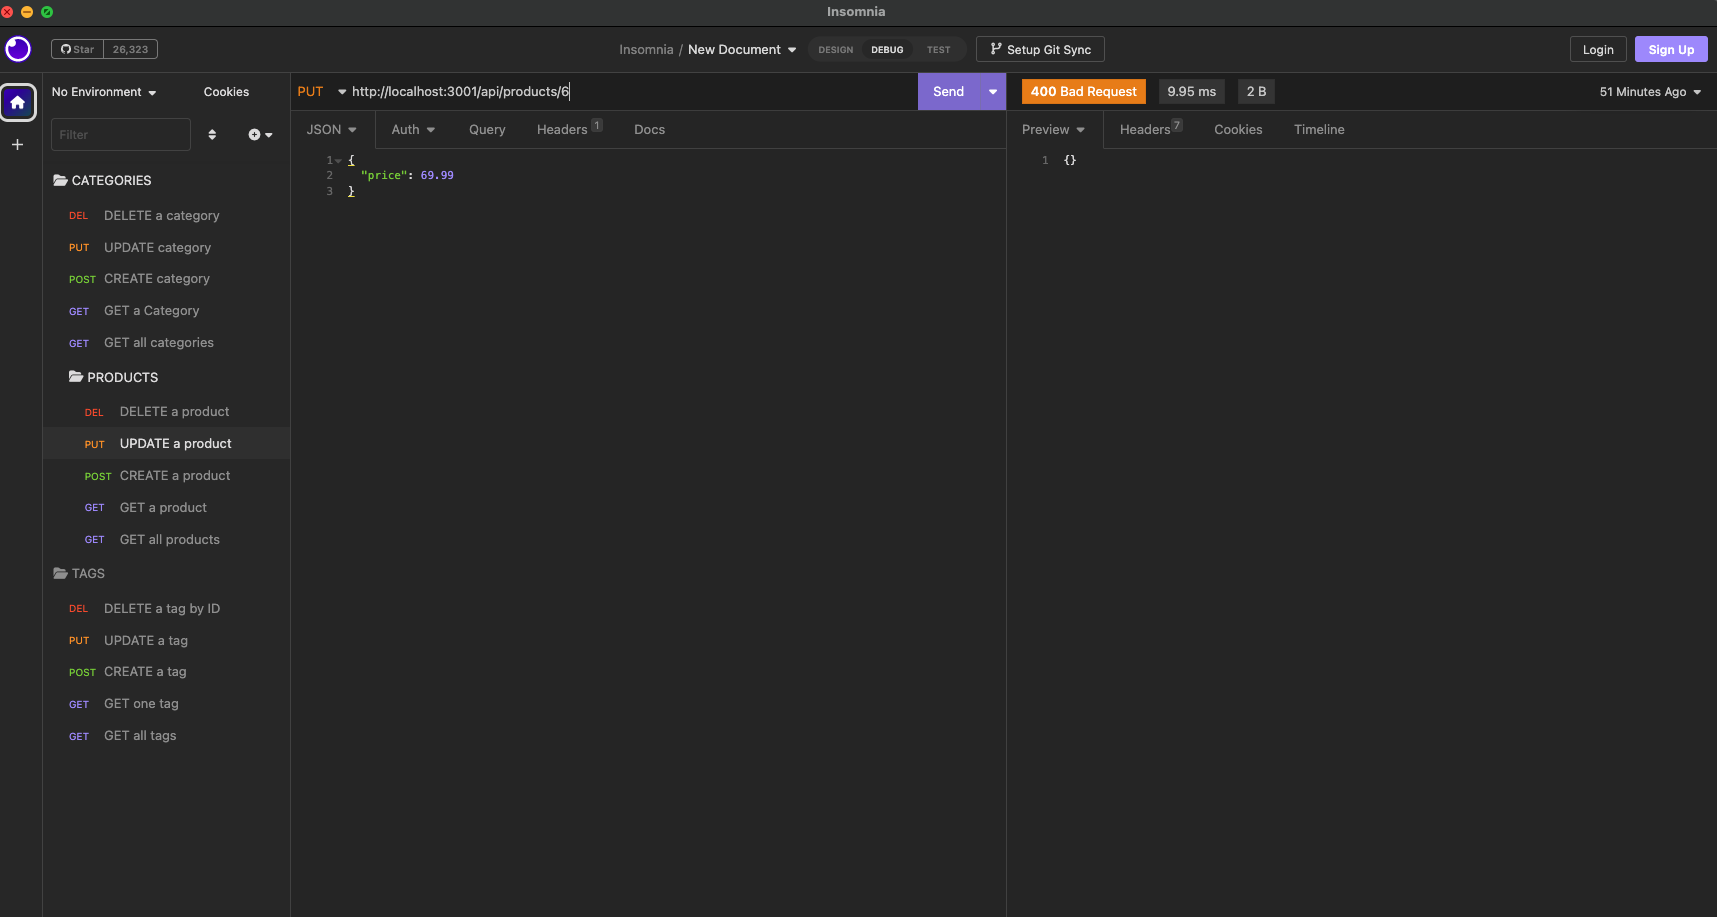 Insomnia
Star 26,323
Insomnia / New Document
DESIGN DEBUG TEST
Setup Git Sync
Login
Sign Up
No Environment
Cookies
PUT http://localhost:3001/api/products/6
Send
400 Bad Request
9.95 ms
2 B
51 Minutes Ago
Filter
JSON
Auth
Query
Headers 1
Docs
Preview
Headers 7
Cookies
Timeline
1 {
2 "price": 69.99
3 }
1 {}
CATEGORIES
DEL DELETE a category
PUT UPDATE category
POST CREATE category
GET GET a Category
GET GET all categories
PRODUCTS
DEL DELETE a product
PUT UPDATE a product
POST CREATE a product
GET GET a product
GET GET all products
TAGS
DEL DELETE a tag by ID
PUT UPDATE a tag
POST CREATE a tag
GET GET one tag
GET GET all tags